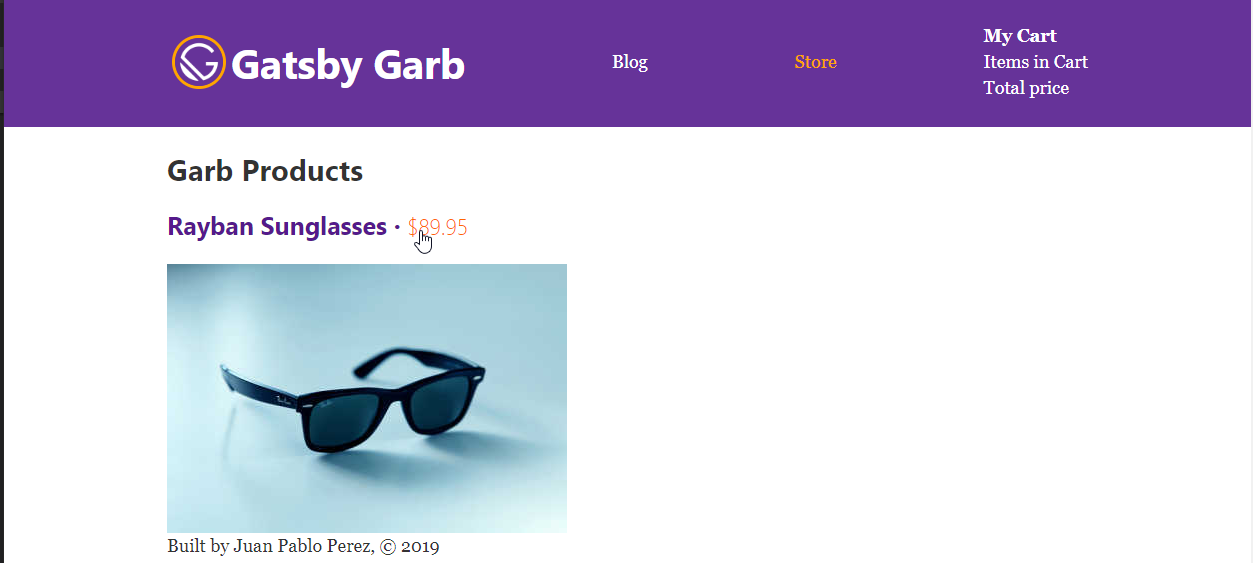 Gatsby Garb
Blog
Store
My Cart
Items in Cart
Total price
Garb Products
Rayban Sunglasses · $89.95
Built by Juan Pablo Perez, © 2019